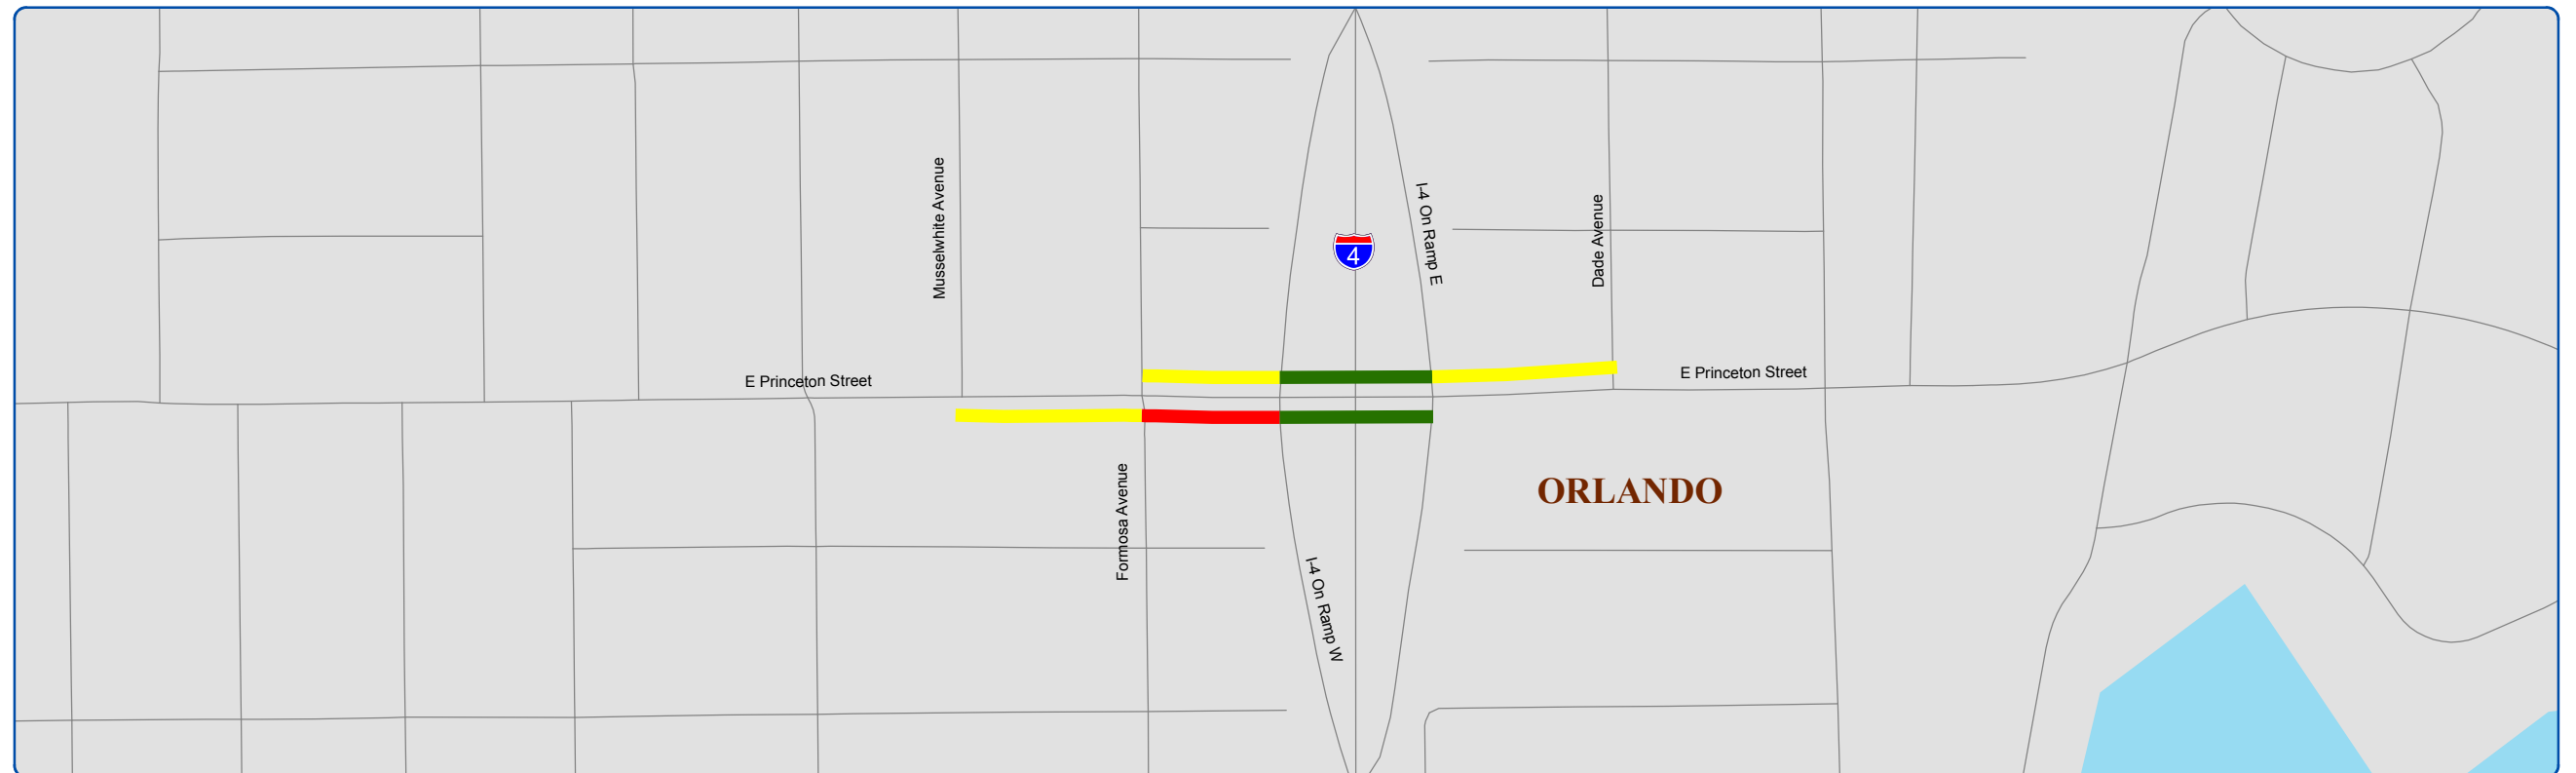 Musselwhite Avenue
I-4 On Ramp E
Dade Avenue
4
E Princeton Street
E Princeton Street
ORLANDO
Formosa Avenue
I-4 On Ramp W